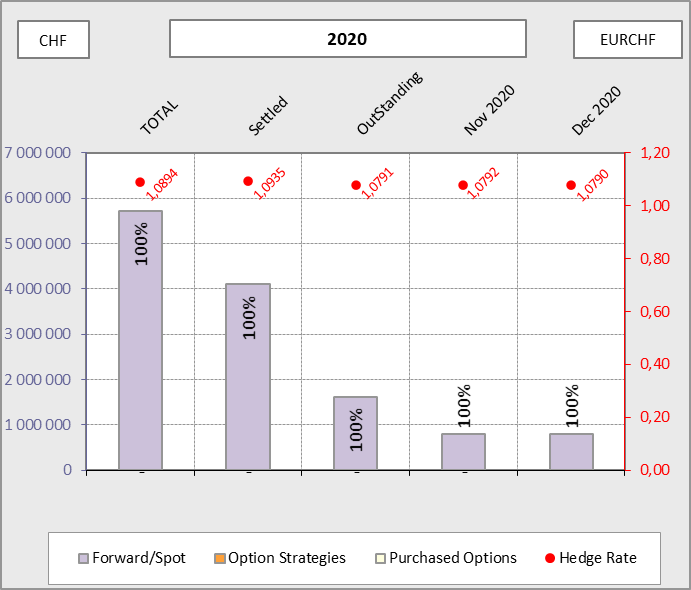 CHF
2020
EURCHF
TOTAL
Settled
OutStanding
Nov 2020
Dec 2020
7 000 000
6 000 000
5 000 000
4 000 000
3 000 000
2 000 000
1 000 000
0
1,0894
1,0935
1,0791
1,0792
1,0790
100%
100%
100%
100%
100%
1,20
1,00
0,80
0,60
0,40
0,20
0,00
Forward/Spot
Option Strategies
Purchased Options
Hedge Rate